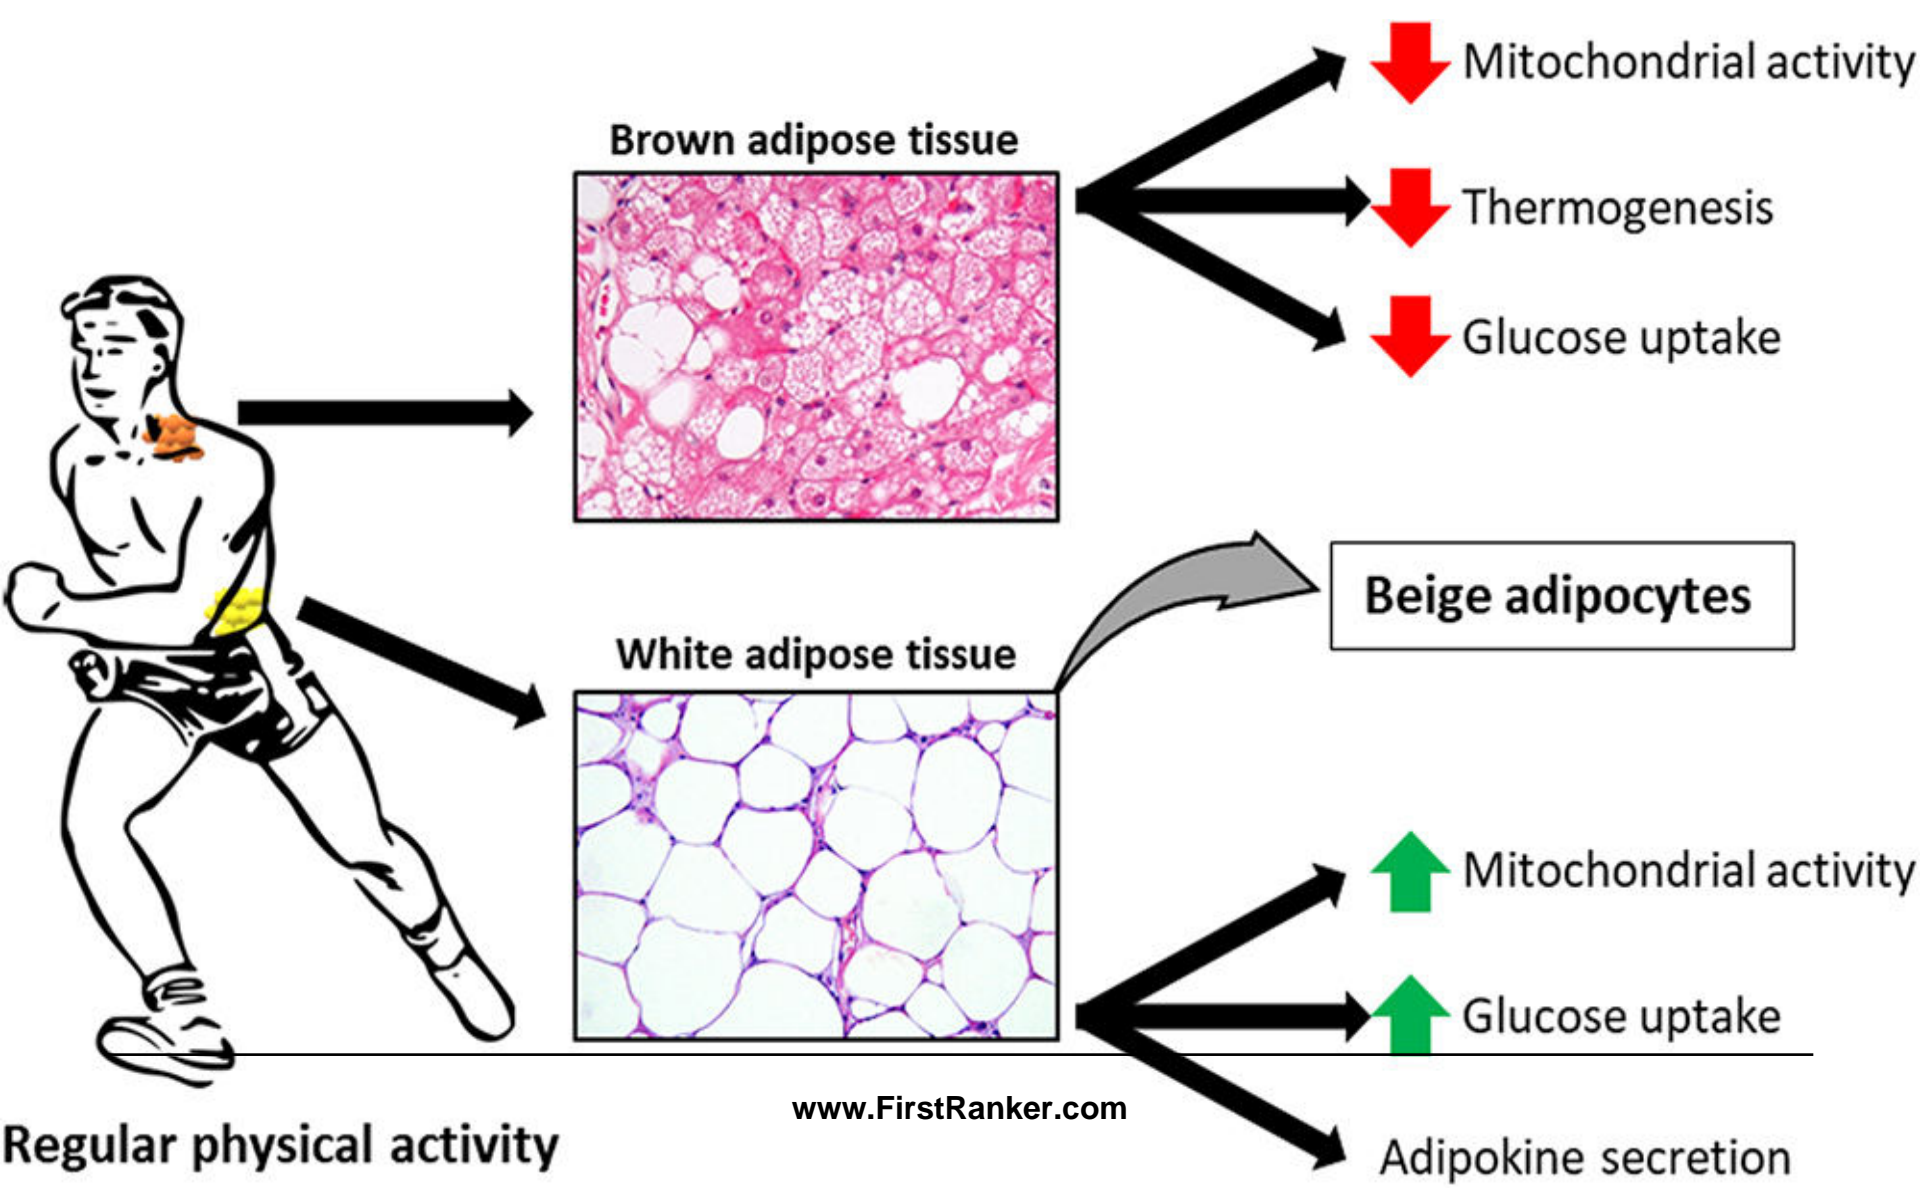 Mitochondrial activity
Brown adipose tissue
Thermogenesis
Glucose uptake
Beige adipocytes
White adipose tissue
Mitochondrial activity
Glucose uptake
www.FirstRanker.com
Regular physical activity
Adipokine secretion